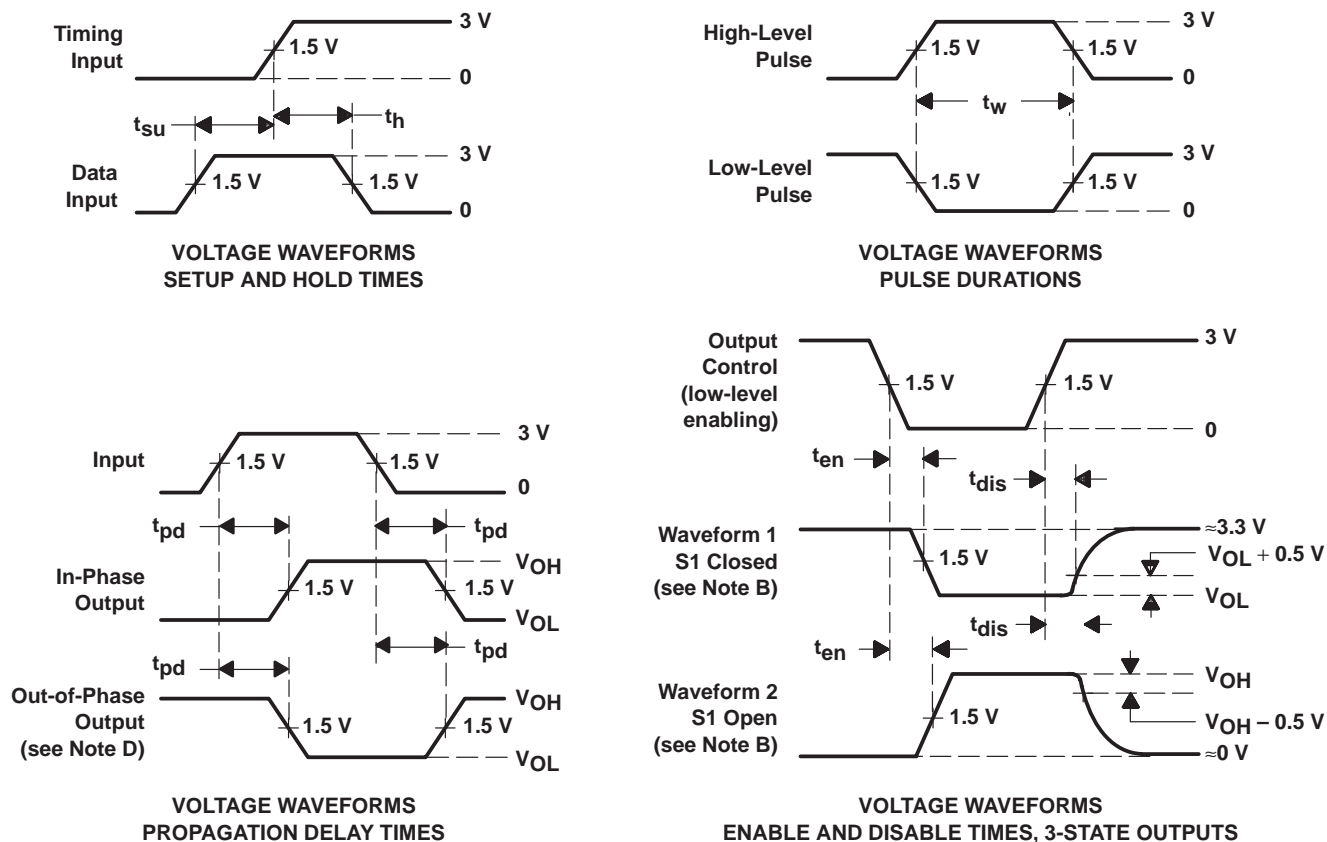 Timing
Input
3 V
1.5 V
0
tsu
th
Data
Input
3 V
1.5 V
1.5 V
0
VOLTAGE WAVEFORMS
SETUP AND HOLD TIMES
High-Level
Pulse
3 V
1.5 V
1.5 V
0
tw
Low-Level
Pulse
3 V
1.5 V
1.5 V
0
VOLTAGE WAVEFORMS
PULSE DURATIONS
Input
3 V
1.5 V
1.5 V
0
tpd
tpd
In-Phase
Output
VOH
1.5 V
1.5 V
VOL
tpd
tpd
Out-of-Phase
Output
(see Note D)
VOH
1.5 V
1.5 V
VOL
VOLTAGE WAVEFORMS
PROPAGATION DELAY TIMES
Output
Control
(low-level
enabling)
3 V
1.5 V
1.5 V
0
ten
tdis
Waveform 1
S1 Closed
(see Note B)
1.5 V
≈3.3 V
VOL + 0.5 V
VOL
ten
tdis
Waveform 2
S1 Open
(see Note B)
1.5 V
VOH
VOH – 0.5 V
≈0 V
VOLTAGE WAVEFORMS
ENABLE AND DISABLE TIMES, 3-STATE OUTPUTS